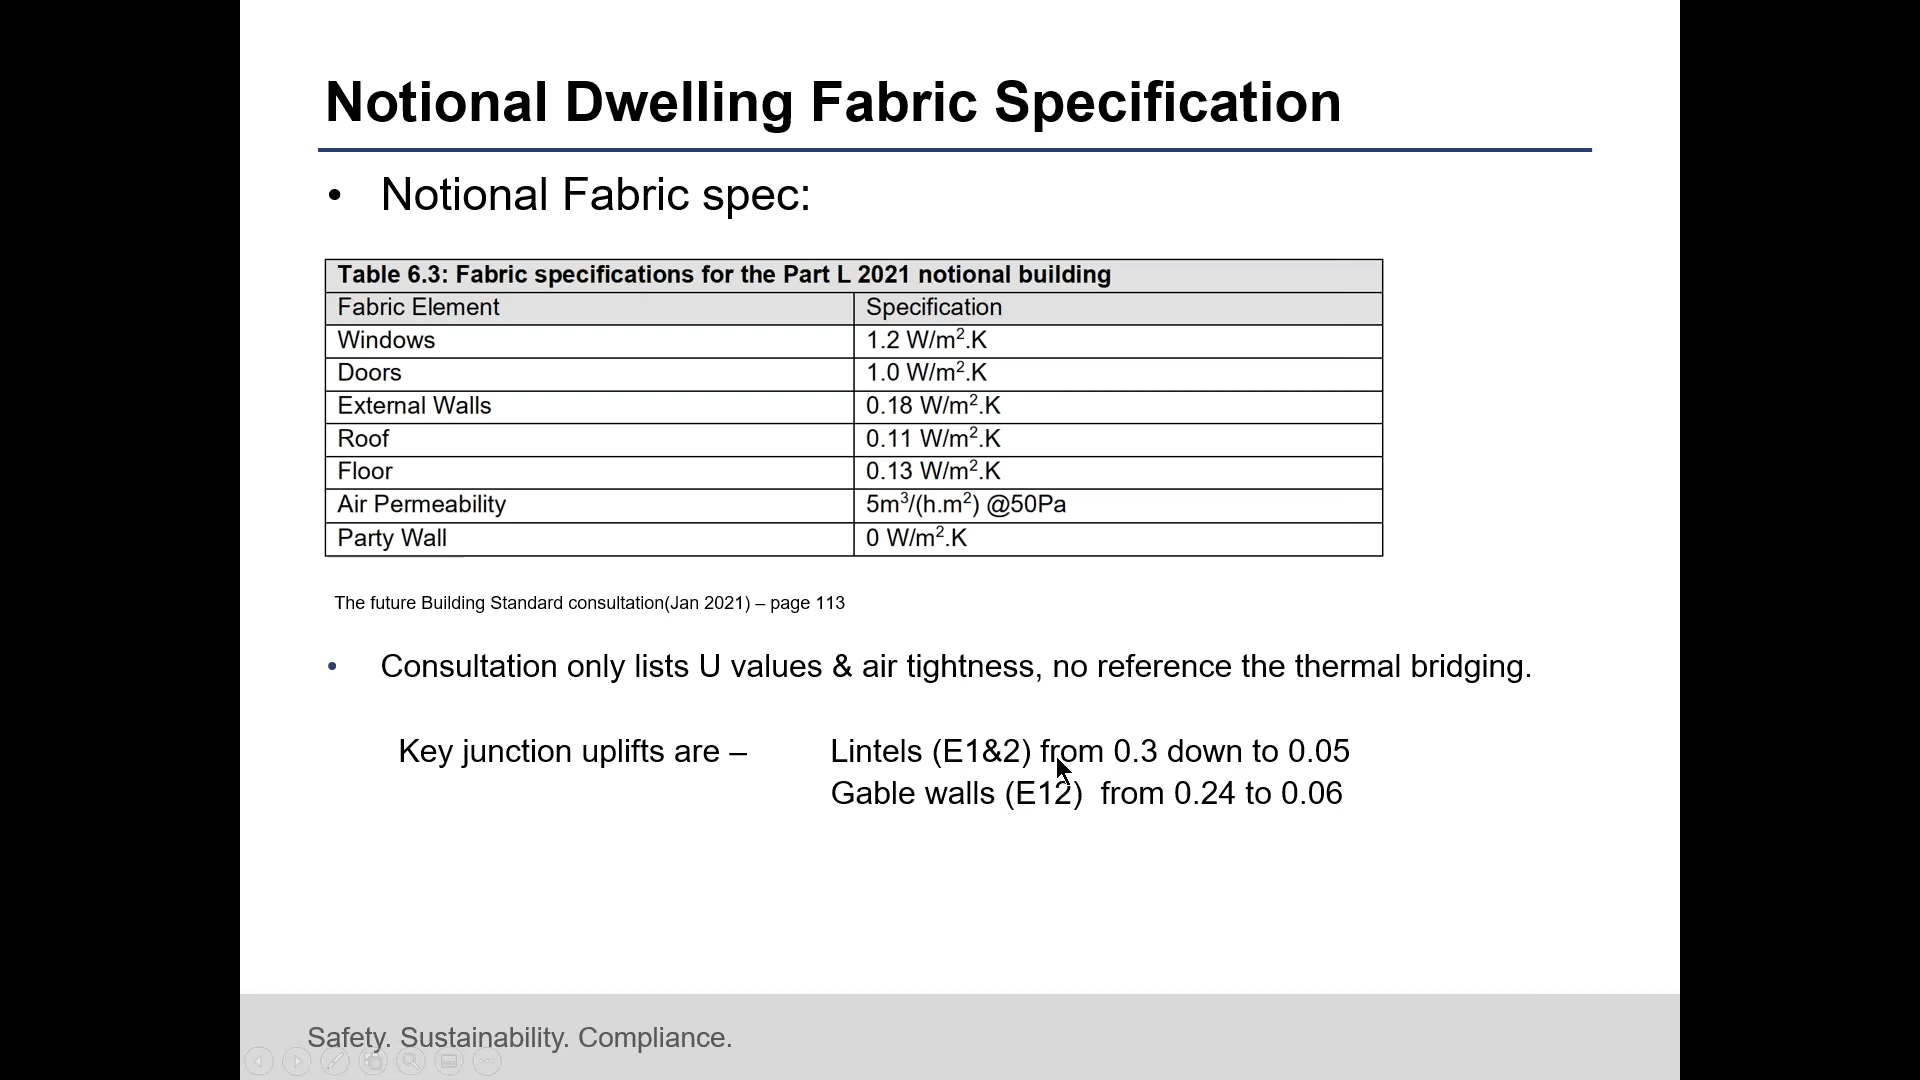 Notional Dwelling Fabric Specification
• Notional Fabric spec:
Table 6.3: Fabric specifications for the Part L 2021 notional building
Fabric Element Specification
Windows 1.2 W/m².K
Doors 1.0 W/m².K
External Walls 0.18 W/m².K
Roof 0.11 W/m².K
Floor 0.13 W/m².K
Air Permeability 5m³/(h.m²) @50Pa
Party Wall 0 W/m².K
The future Building Standard consultation(Jan 2021) – page 113
• Consultation only lists U values & air tightness, no reference the thermal bridging.
Key junction uplifts are – Lintels (E1&2) from 0.3 down to 0.05
Gable walls (E12) from 0.24 to 0.06
Safety. Sustainability. Compliance.